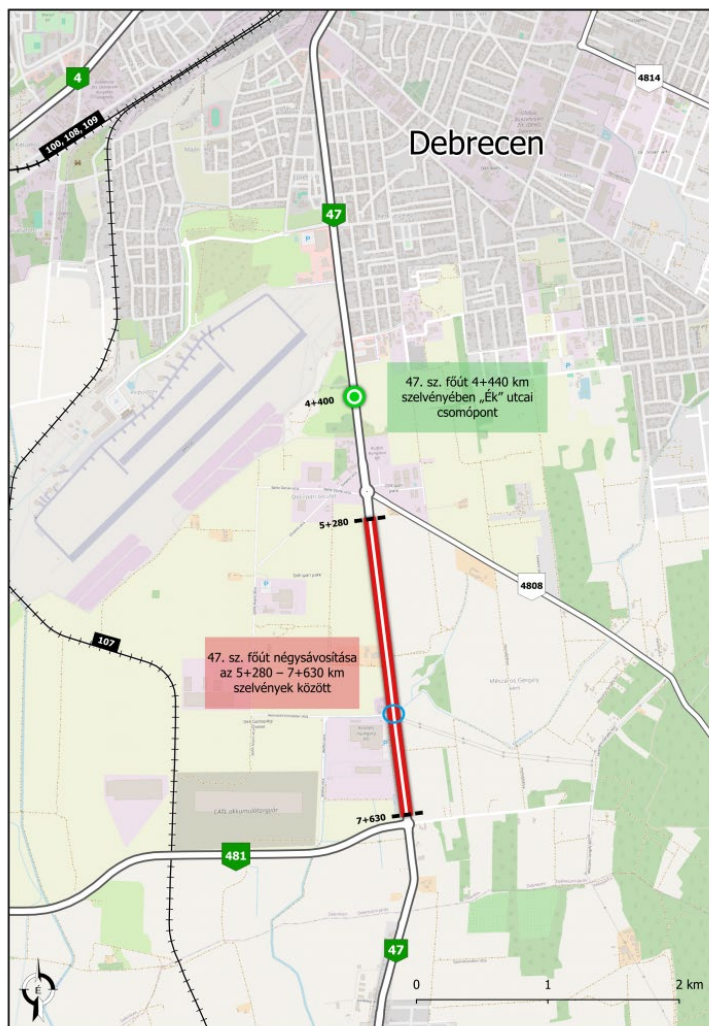 4
100, 108, 109
4814
Debrecen
47
47. sz. főút 4+440 km
szelvényében „Ék” utcai
csomópont
4+400
5+280
4808
107
47. sz. főút négysávosítása
az 5+280 – 7+630 km
szelvények között
7+630
481
47
É
0 1 2 km